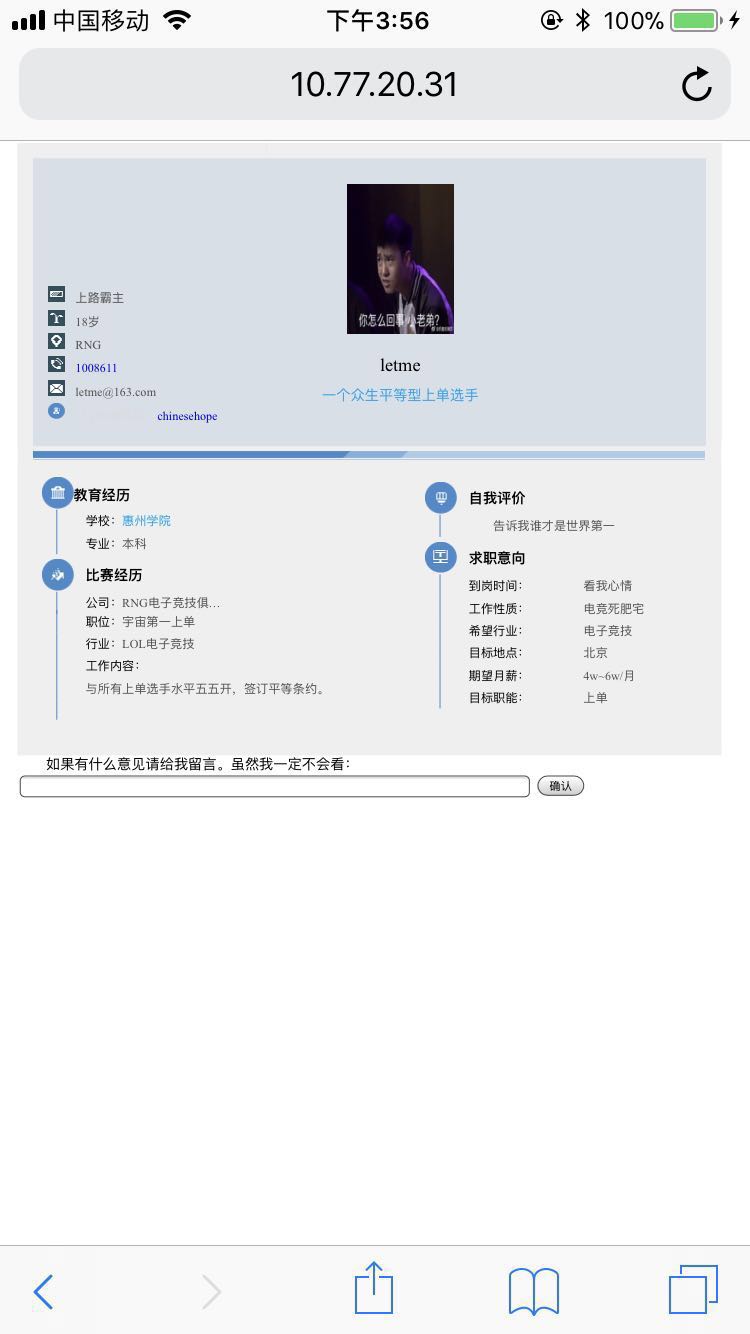 中国移动 下午3:56 100%
10.77.20.31
你怎么回事 小老弟?
上路霸主
18岁
RNG
1008611
letme@163.com
chinesehope
letme
一个众生平等型上单选手
教育经历
学校：惠州学院
专业：本科
比赛经历
公司：RNG电子竞技俱…
职位：宇宙第一上单
行业：LOL电子竞技
工作内容：
与所有上单选手水平五五开，签订平等条约。
自我评价
告诉我谁才是世界第一
求职意向
到岗时间： 看我心情
工作性质： 电竞死肥宅
希望行业： 电子竞技
目标地点： 北京
期望月薪： 4w~6w/月
目标职能： 上单
如果有什么意见请给我留言。虽然我一定不会看：
确认